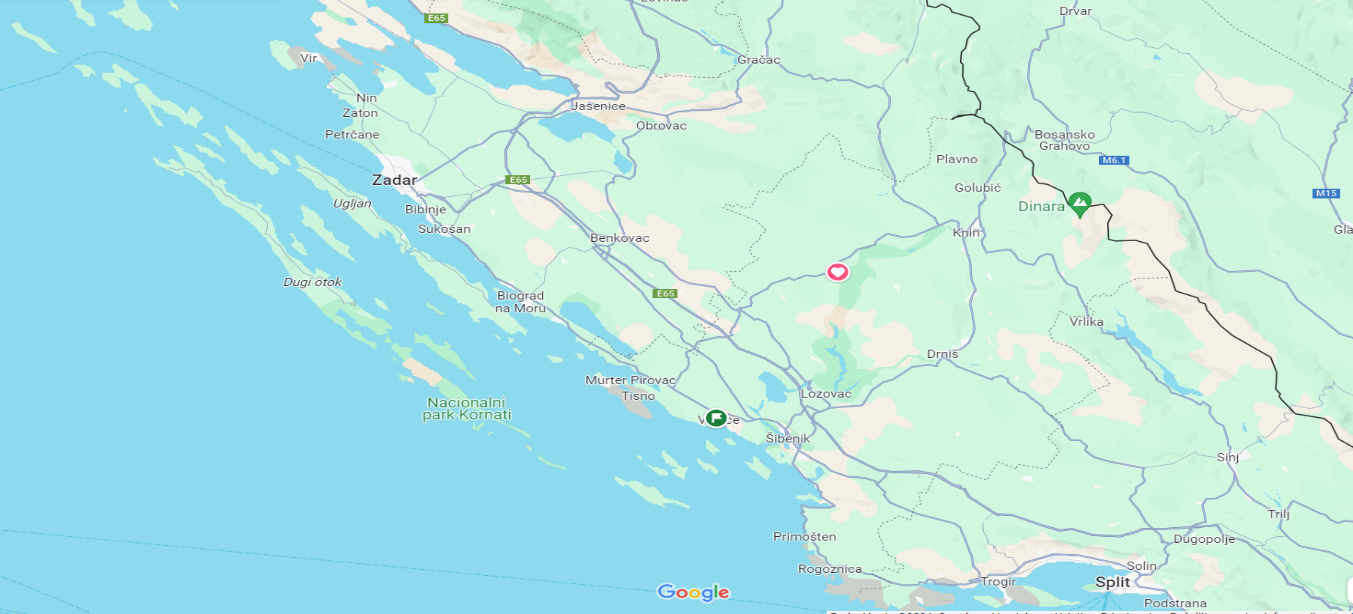 Drvar
E65
Gračac
Vir
Nin
Jasenice
Zaton
Obrovac
Petrčane
Bosansko
Grahovo
Plavno
M6.1
Zadar
E65
Golubić
M15
Ugljan
Bibinje
Dinara
Sukošan
Benkovac
Knin
Dugi otok
Biograd
na Moru
E65
Vrlika
Drnis
Murter Pirovac
Tisno
Lozovac
Nacionalni
park Kornati
Šibenik
Sinj
Trilj
Primošten
Dugopolje
Rogoznica
Solin
Trogir
Split
Google
Podstrana